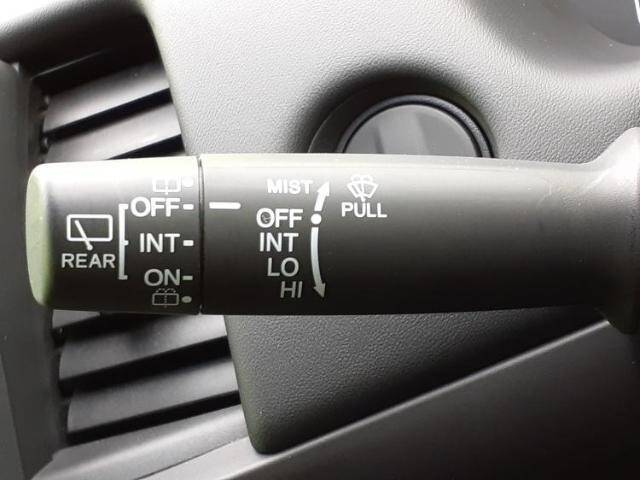 REAR
OFF
INT
ON
MIST
OFF
INT
LO
HI
PULL